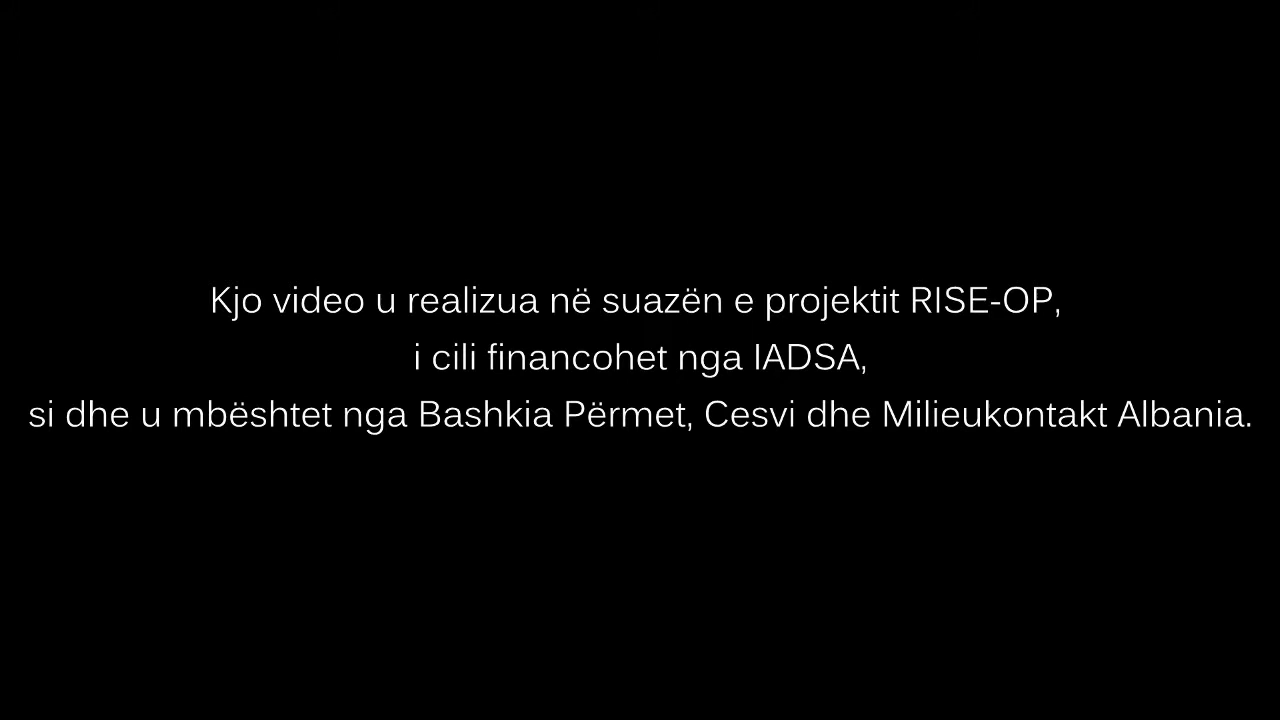 Kjo video u realizua në suazën e projektit RISE-OP,
i cili financohet nga IADSA,
si dhe u mbështet nga Bashkia Përmet, Cesvi dhe Milieukontakt Albania.